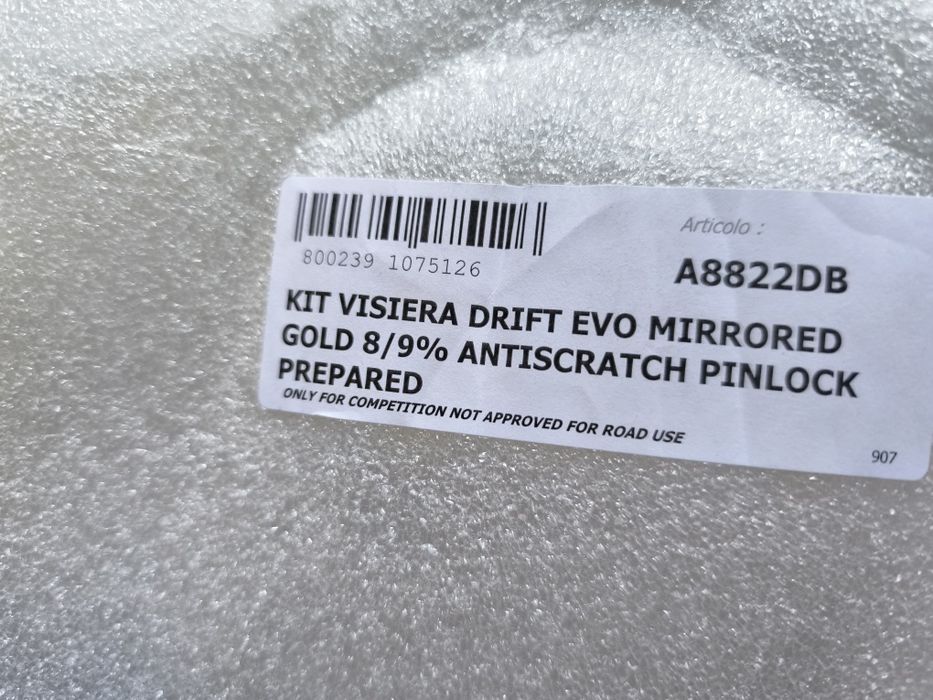 800239 1075126
Articolo :
A8822DB
KIT VISIERA DRIFT EVO MIRRORED
GOLD 8/9% ANTISCRATCH PINLOCK
PREPARED
ONLY FOR COMPETITION NOT APPROVED FOR ROAD USE
907